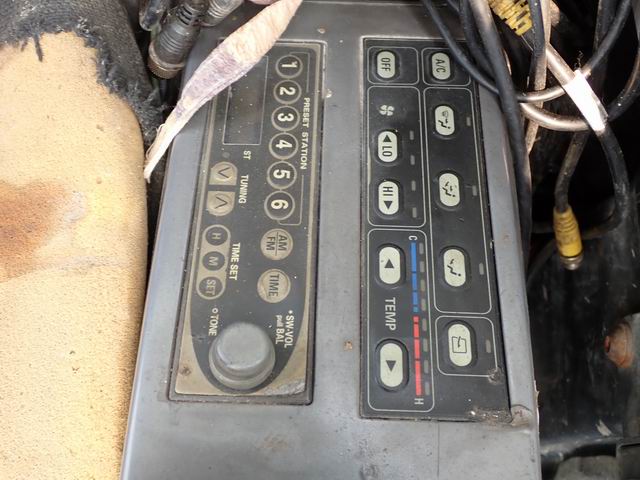 1
2
3
4
5
6
PRESET STATION
ST
TUNING
AM
FM
TIME
H
M
SET
TIME SET
TONE
SW.VOL
pull BAL
OFF
A/C
LO
HI
C
H
TEMP